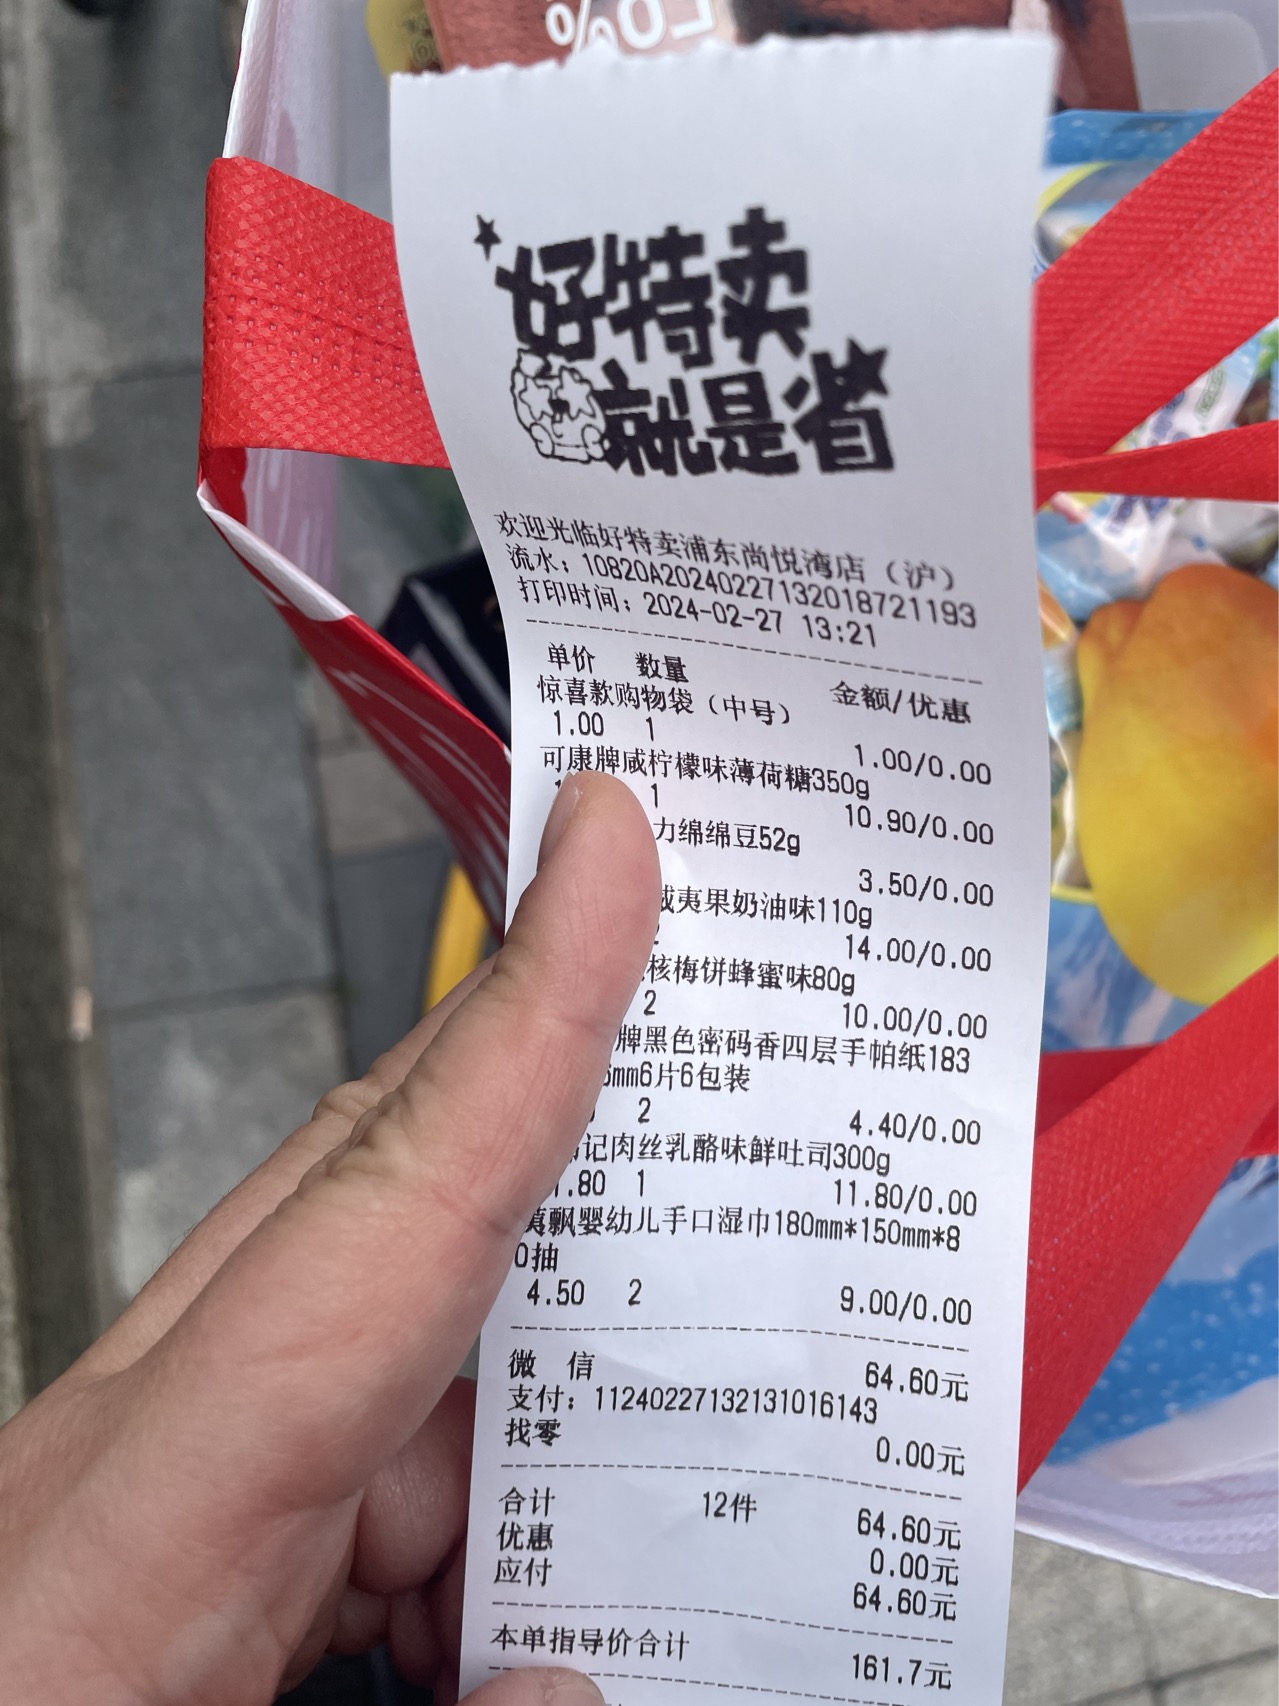 好特卖
就是省
欢迎光临好特卖浦东尚悦湾店（沪）
流水：10820A2024022713201872１193
打印时间：2024-02-27 13:21
单价 数量 金额/优惠
惊喜款购物袋（中号）
1.00 1 1.00/0.00
可康牌咸柠檬味薄荷糖350g
1 10.90/0.00
力绵绵豆52g
3.50/0.00
夷果奶油味110g
2 14.00/0.00
核梅饼蜂蜜味80g
2 10.00/0.00
牌黑色密码香四层手帕纸183
mm6片6包装
2 4.40/0.00
记肉丝乳酪味鲜吐司300g
.80 1 11.80/0.00
飘婴幼儿手口湿巾180mm*150mm*8
0抽
4.50 2 9.00/0.00
微 信 64.60元
支付：11240227132131016143
找零 0.00元
合计 12件 64.60元
优惠 0.00元
应付 64.60元
本单指导价合计 161.7元